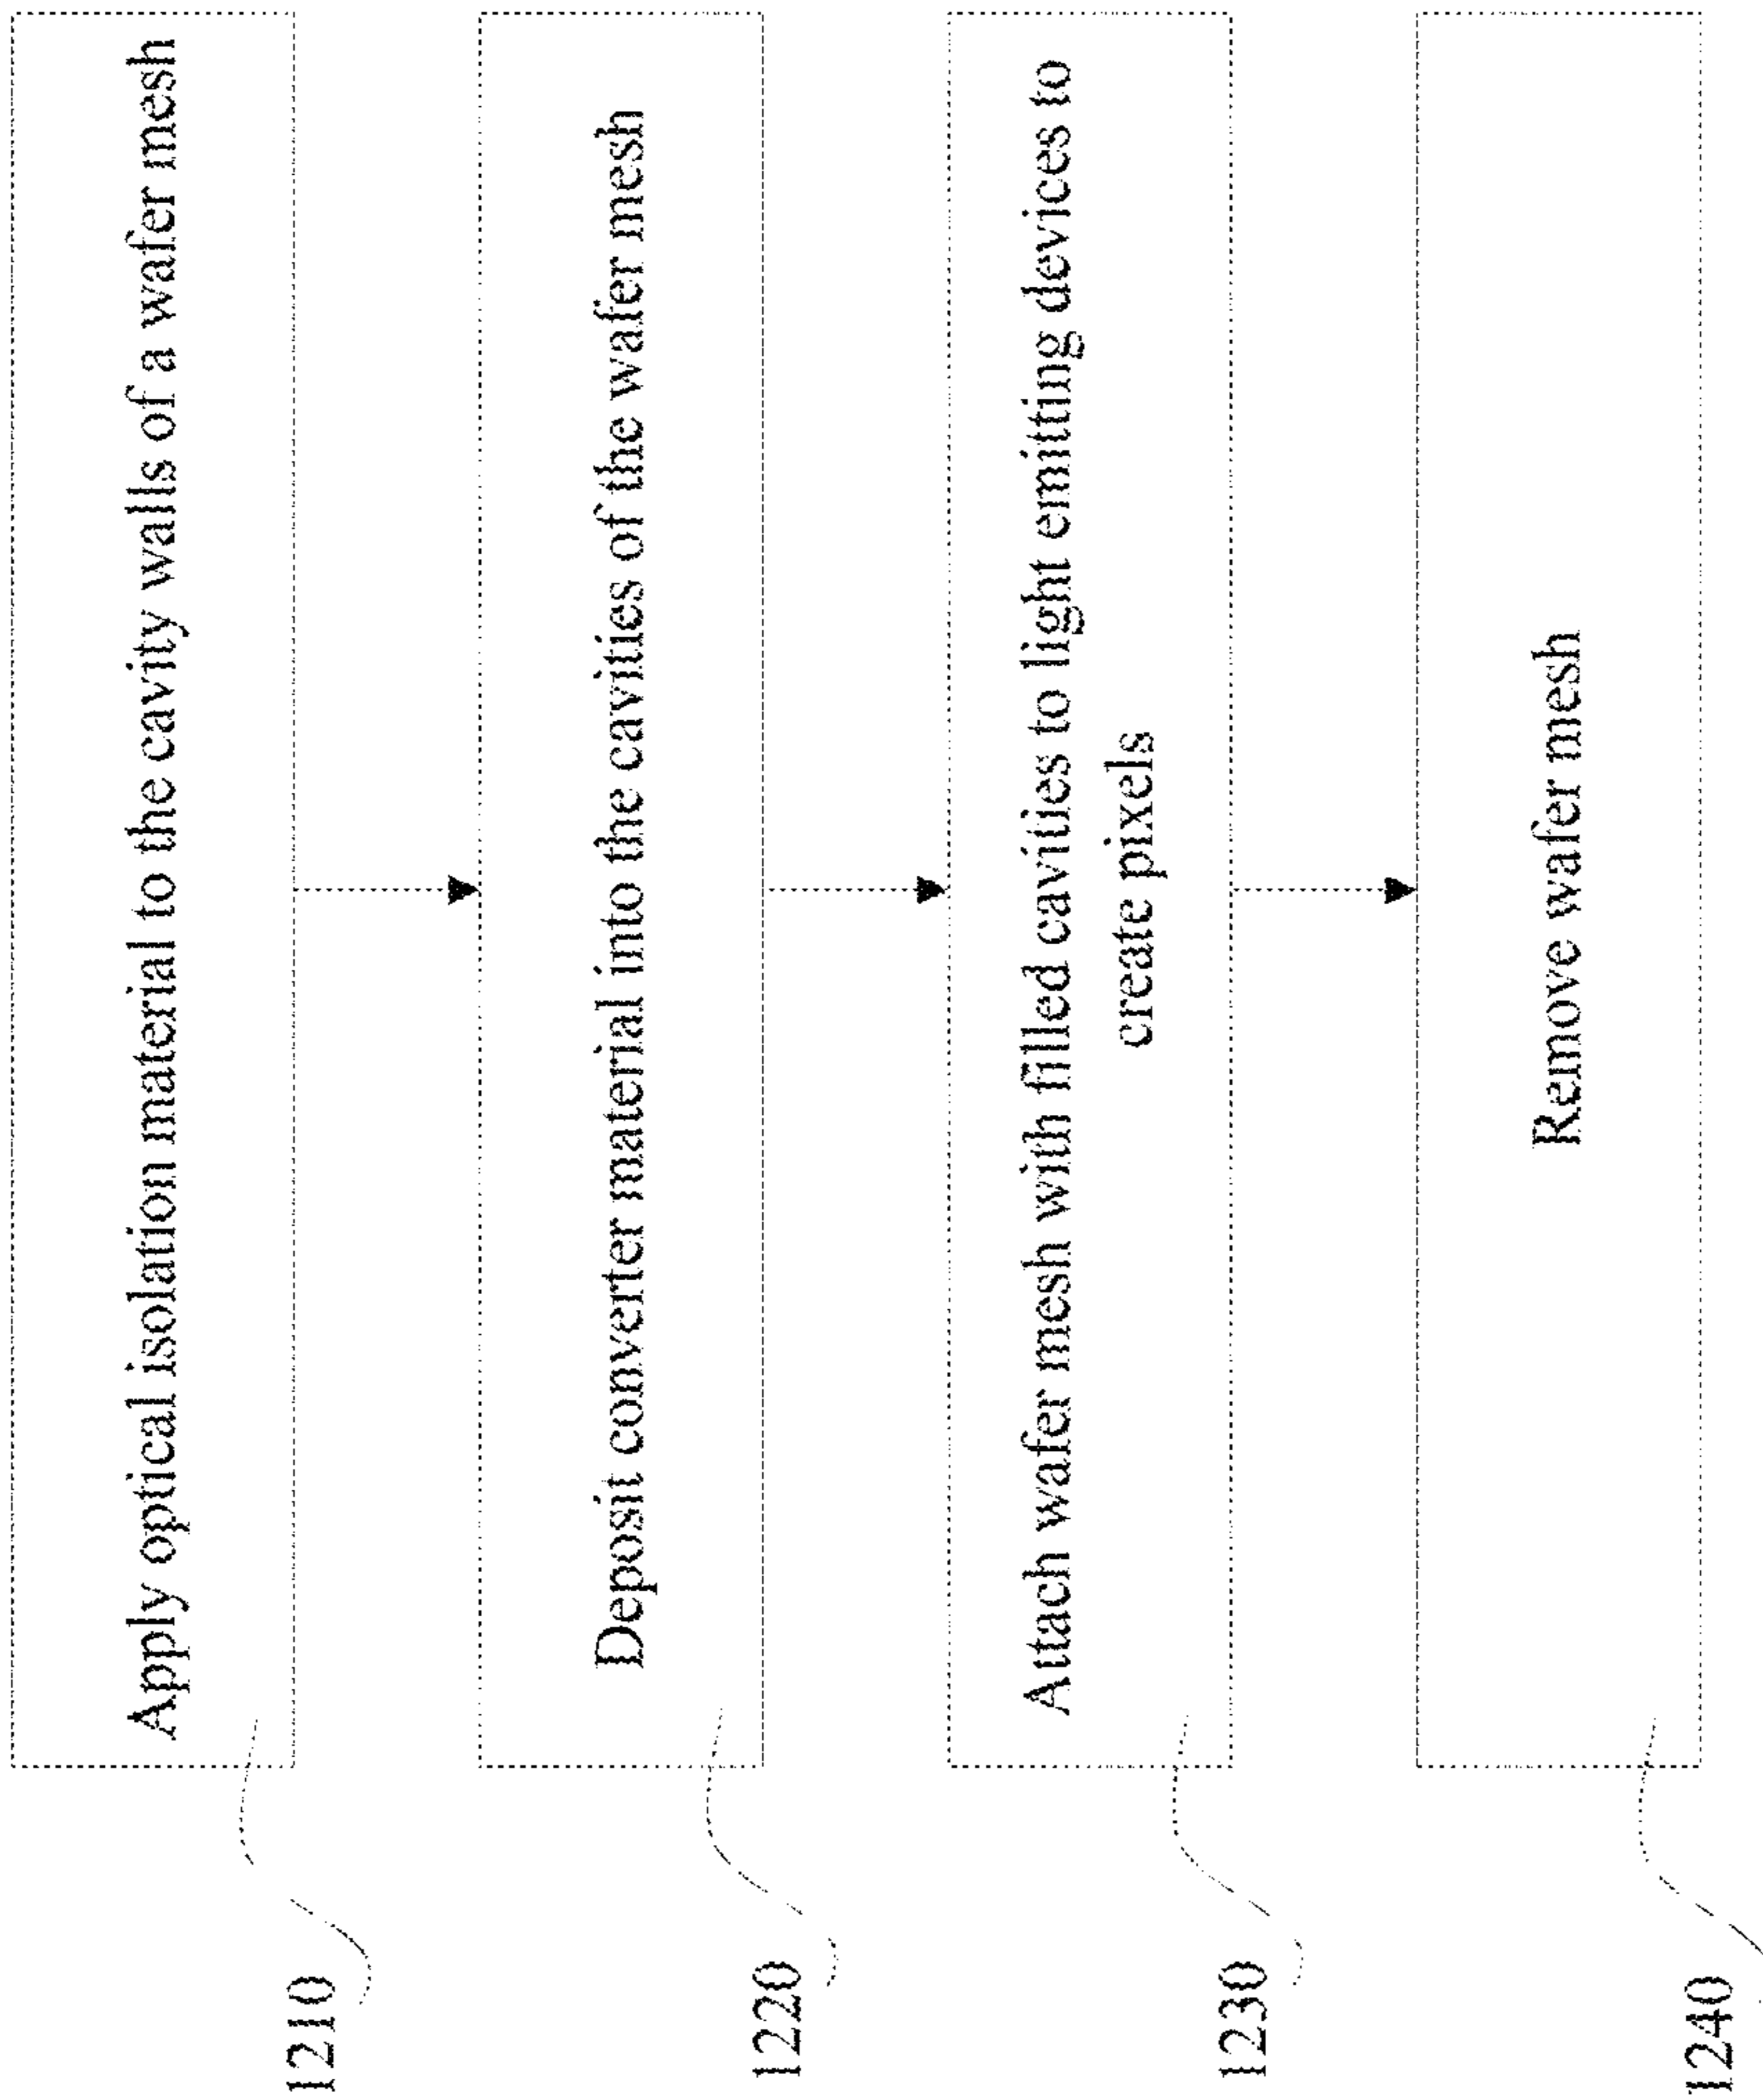 1210
Apply optical isolation material to the cavity walls of a wafer mesh
1220
Deposit converter material into the cavities of the wafer mesh
1230
Attach wafer mesh with filled cavities to light emitting devices to
create pixels
1240
Remove wafer mesh